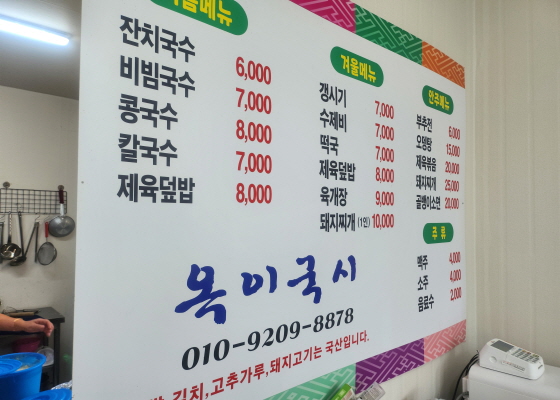 름메뉴
잔치국수 6,000
비빔국수 7,000
콩국수 8,000
칼국수 7,000
제육덮밥 8,000
겨울메뉴
갱시기 7,000
수제비 7,000
떡국 7,000
제육덮밥 8,000
육개장 9,000
돼지찌개 (1인) 10,000
안주메뉴
부추전 6,000
오뎅탕 15,000
제육볶음 20,000
돼지찌개 25,000
골뱅이소면 20,000
주 류
맥주 4,000
소주 4,000
음료수 2,000
옥이국시
010-9209-8878
김치,고추가루,돼지고기는 국산입니다.